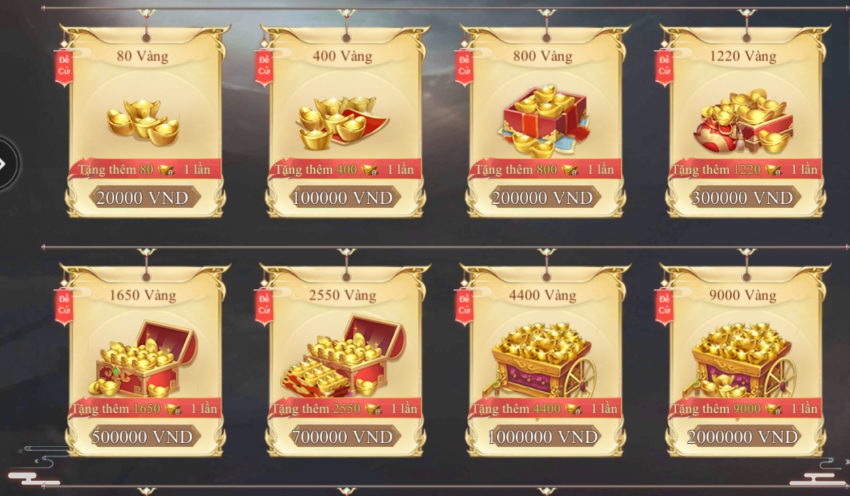 Đề
Cử
80 Vàng
Tặng thêm 80 1 lần
20000 VND
Đề
Cử
400 Vàng
Tặng thêm 400 1 lần
100000 VND
Đề
Cử
800 Vàng
Tặng thêm 800 1 lần
200000 VND
Đề
Cử
1220 Vàng
Tặng thêm 1220 1 lần
300000 VND
Đề
Cử
1650 Vàng
Tặng thêm 1650 1 lần
500000 VND
Đề
Cử
2550 Vàng
Tặng thêm 2550 1 lần
700000 VND
Đề
Cử
4400 Vàng
Tặng thêm 4400 1 lần
1000000 VND
Đề
Cử
9000 Vàng
Tặng thêm 9000 1 lần
2000000 VND